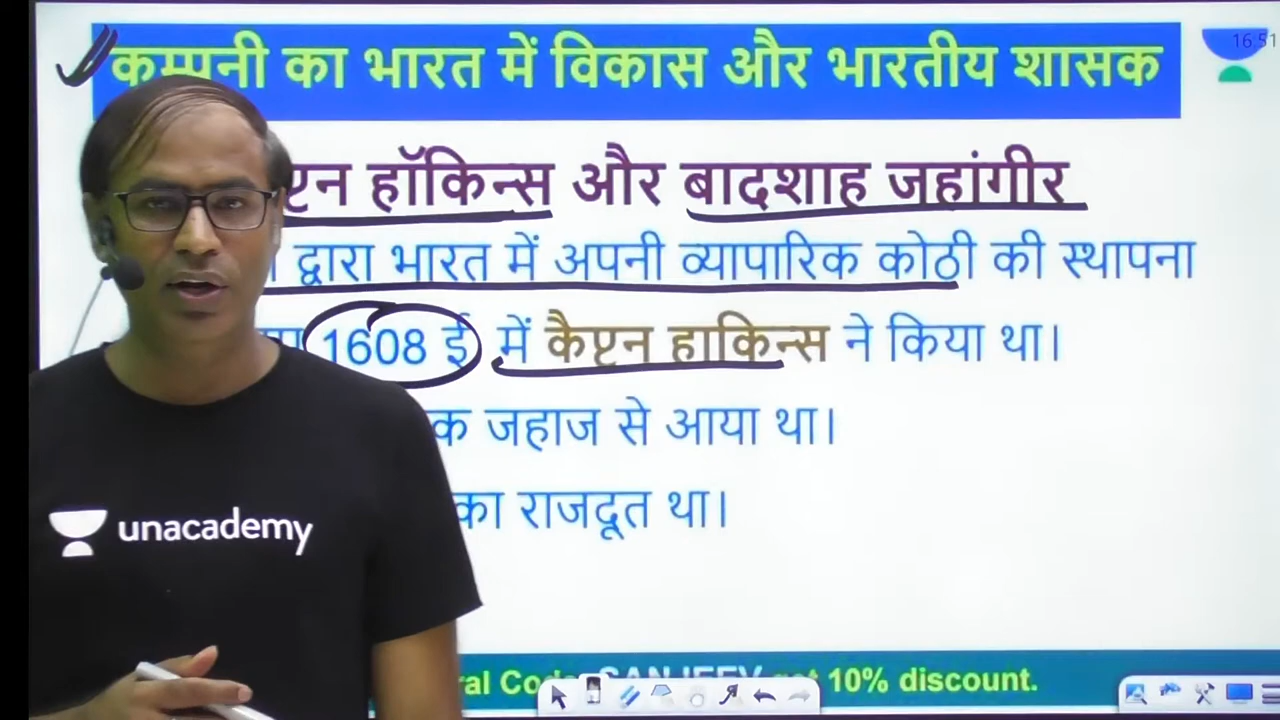 कम्पनी का भारत में विकास और भारतीय शासक
16:51
हॉकिन्स और बादशाह जहांगीर
द्वारा भारत में अपनी व्यापारिक कोठी की स्थापना
1608 ई में कैप्टन हाकिन्स ने किया था।
जहाज से आया था।
का राजदूत था।
unacademy
10% discount.